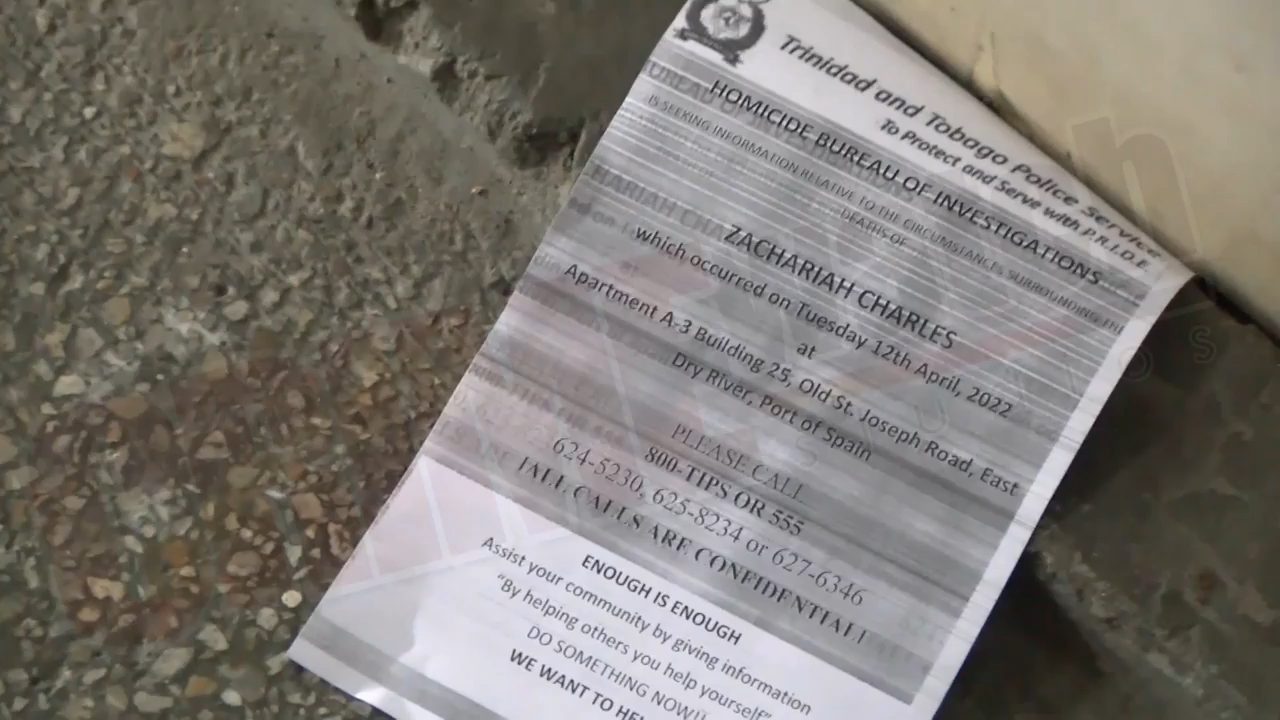 Trinidad and Tobago Police Service
To Protect and Serve with P.R.I.D.E.
HOMICIDE BUREAU OF INVESTIGATIONS
IS SEEKING INFORMATION RELATIVE TO THE CIRCUMSTANCES SURROUNDING THE
DEATHS OF
ZACHARIAH CHARLES
which occurred on Tuesday 12th April, 2022
at
Apartment A-3 Building 25, Old St. Joseph Road, East
Dry River, Port of Spain
PLEASE CALL
800-TIPS OR 555
624-5230, 625-8234 or 627-6346
!ALL CALLS ARE CONFIDENTIAL!
ENOUGH IS ENOUGH
Assist your community by giving information
"By helping others you help yourself"
DO SOMETHING NOW!!
WE WANT TO